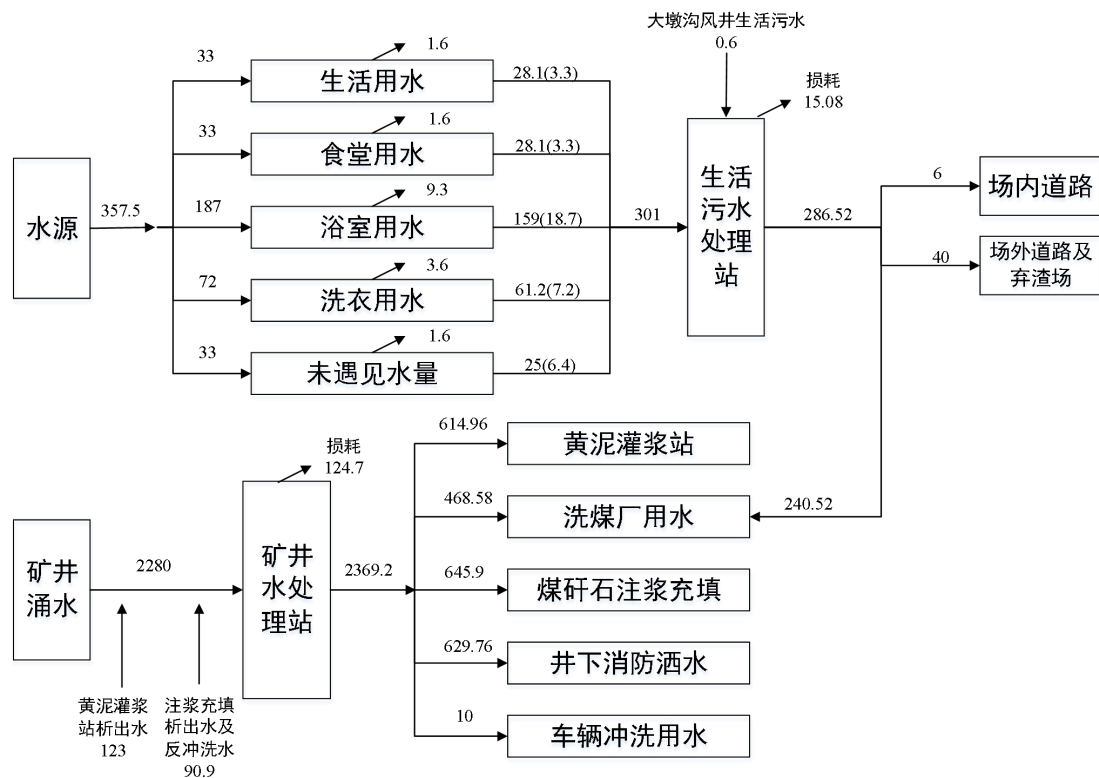 大墩沟风井生活污水
0.6
损耗
15.08
33
1.6
生活用水
28.1(3.3)
33
1.6
食堂用水
28.1(3.3)
水源
357.5
187
9.3
浴室用水
159(18.7)
301
生活
污水
处理
站
286.52
6
场内道路
40
场外道路及
弃渣场
72
3.6
洗衣用水
61.2(7.2)
33
1.6
未遇见水量
25(6.4)
614.96
黄泥灌浆站
损耗
124.7
468.58
洗煤厂用水
240.52
矿井
涌水
2280
矿井
水处
理站
2369.2
645.9
煤矸石注浆充填
629.76
井下消防洒水
10
车辆冲洗用水
黄泥灌浆
站析出水
123
注浆充填
析出水及
反冲洗水
90.9